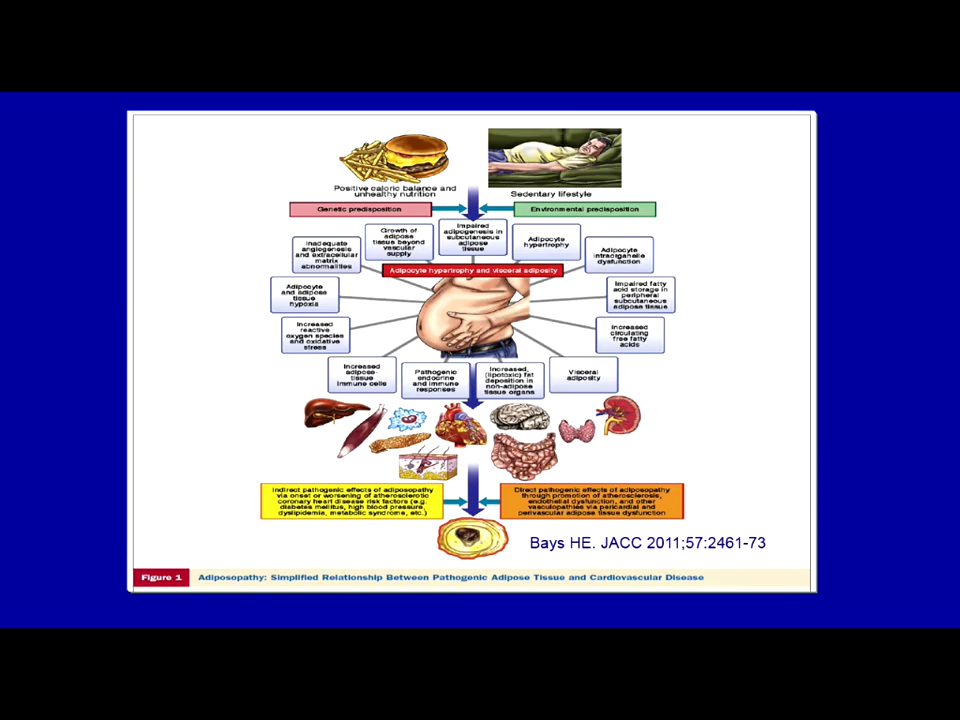 Positive caloric balance and
unhealthy nutrition
Sedentary lifestyle
Genetic predisposition
Environmental predisposition
Inadequate
angiogenesis
and extracellular
matrix
abnormalities
Growth of
adipose
tissue beyond
vascular
supply
Impaired
adipogenesis in
subcutaneous
adipose
tissue
Adipocyte
hypertrophy
Adipocyte
intraorganelle
dysfunction
Adipocyte hypertrophy and visceral adiposity
Adipocyte
and adipose
tissue
hypoxia
Impaired fatty
acid storage in
peripheral
subcutaneous
adipose tissue
Increased
reactive
oxygen species
and oxidative
stress
Increased
circulating
free fatty
acids
Increased
adipose-
tissue
immune cells
Pathogenic
endocrine
and immune
responses
Increased,
(lipotoxic) fat
deposition in
non-adipose
tissue organs
Visceral
adiposity
Indirect pathogenic effects of adiposopathy
via onset or worsening of atherosclerotic
coronary heart disease risk factors (e.g.
diabetes mellitus, high blood pressure,
dyslipidemia, metabolic syndrome, etc.)
Direct pathogenic effects of adiposopathy
through promotion of atherosclerosis,
endothelial dysfunction, and other
vasculopathies via pericardial and
perivascular adipose tissue dysfunction
Bays HE. JACC 2011;57:2461-73
Figure 1 Adiposopathy: Simplified Relationship Between Pathogenic Adipose Tissue and Cardiovascular Disease